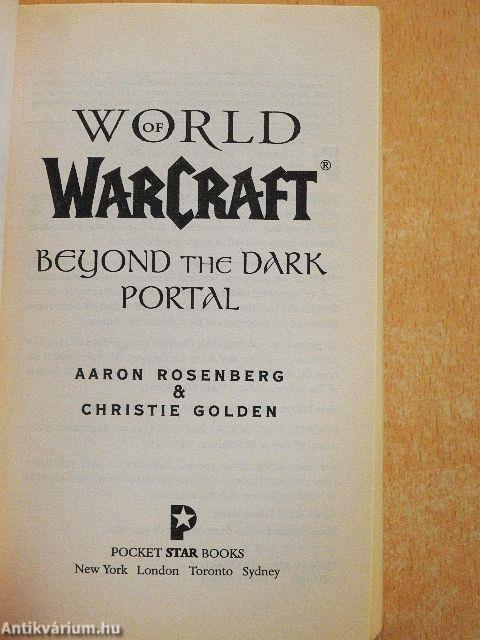 WORLD
OF
WARCRAFT®
BEYOND THE DARK
PORTAL
AARON ROSENBERG
&
CHRISTIE GOLDEN
P
POCKET STAR BOOKS
New York London Toronto Sydney
Antikvárium.hu